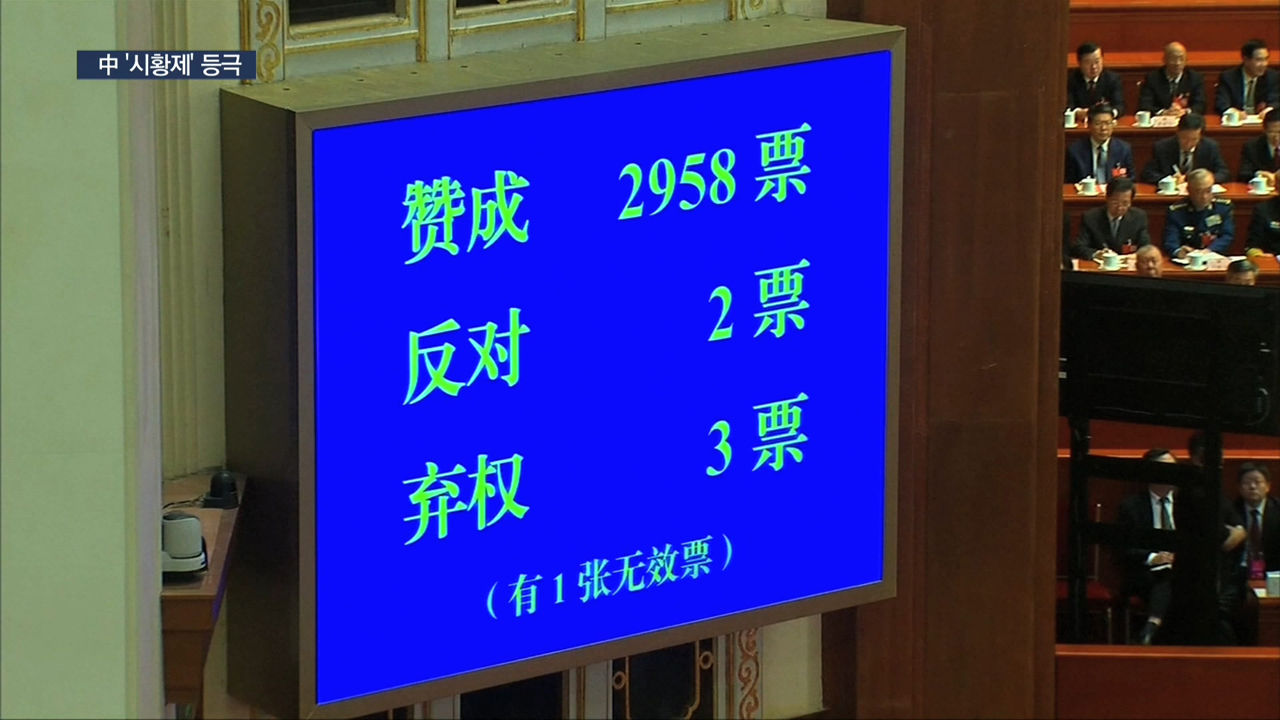 中 '시황제' 등극
赞成 2958 票
反对 2 票
弃权 3 票
（有 1 张无效票）